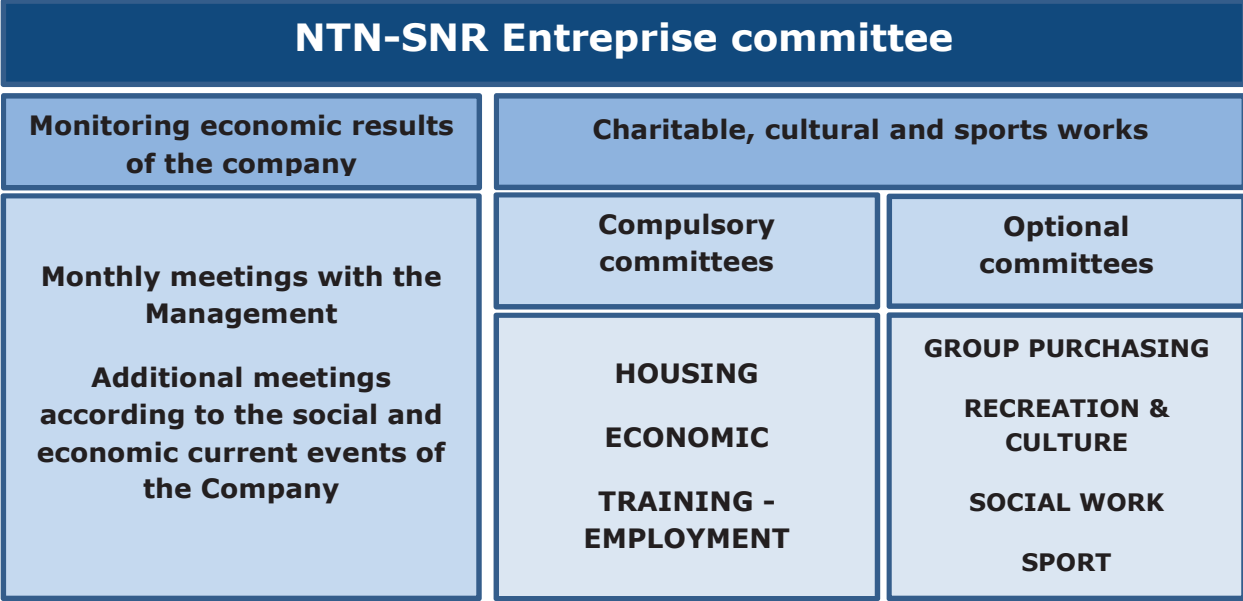 NTN-SNR Entreprise committee
Monitoring economic results
of the company
Charitable, cultural and sports works
Monthly meetings with the
Management
Additional meetings
according to the social and
economic current events of
the Company
Compulsory
committees
HOUSING
ECONOMIC
TRAINING -
EMPLOYMENT
Optional
committees
GROUP PURCHASING
RECREATION &
CULTURE
SOCIAL WORK
SPORT